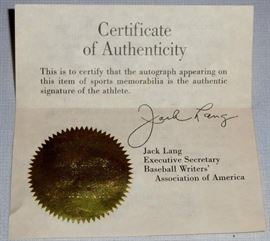 Certificate
of Authenticity
This is to certify that the autograph appearing on
this item of sports memorabilia is the authentic
signature of the athlete.
Jack Lang
Jack Lang
Executive Secretary
Baseball Writers'
Association of America